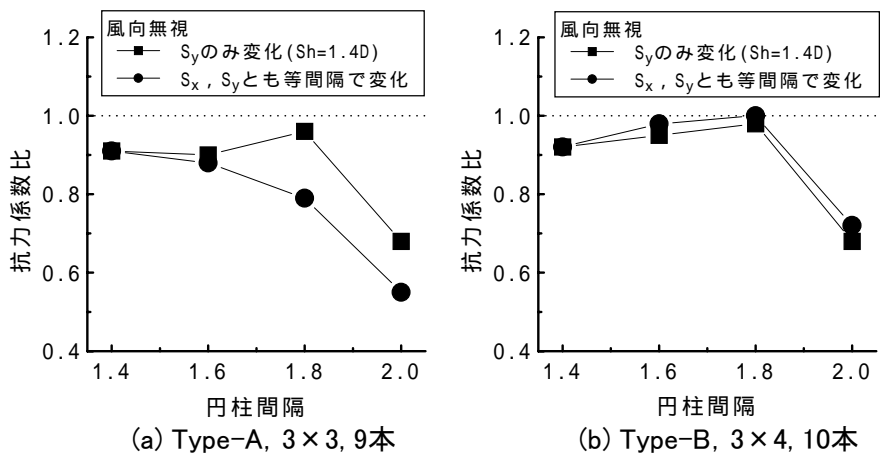 風向無視
Syのみ変化(Sh=1.4D)
Sx , Syとも等間隔で変化
1.2
1.0
0.8
0.6
0.4
抗力係数比
1.4 1.6 1.8 2.0
円柱間隔
(a) Type-A, 3×3, 9本
風向無視
Syのみ変化(Sh=1.4D)
Sx , Syとも等間隔で変化
1.2
1.0
0.8
0.6
0.4
抗力係数比
1.4 1.6 1.8 2.0
円柱間隔
(b) Type-B, 3×4, 10本